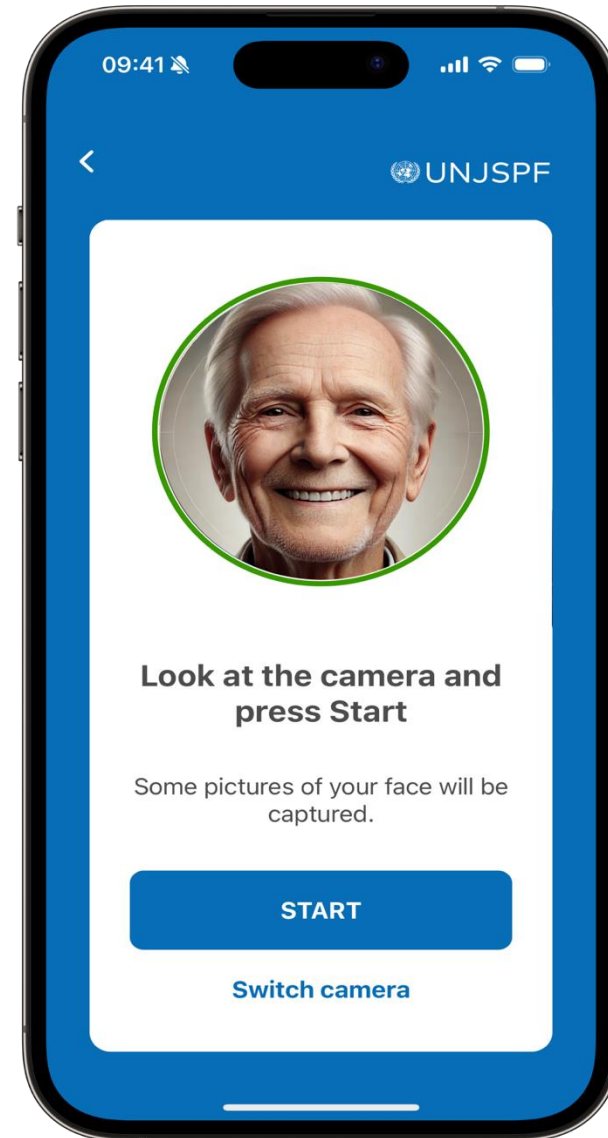 09:41
UNJSPF
Look at the camera and
press Start
Some pictures of your face will be
captured.
START
Switch camera